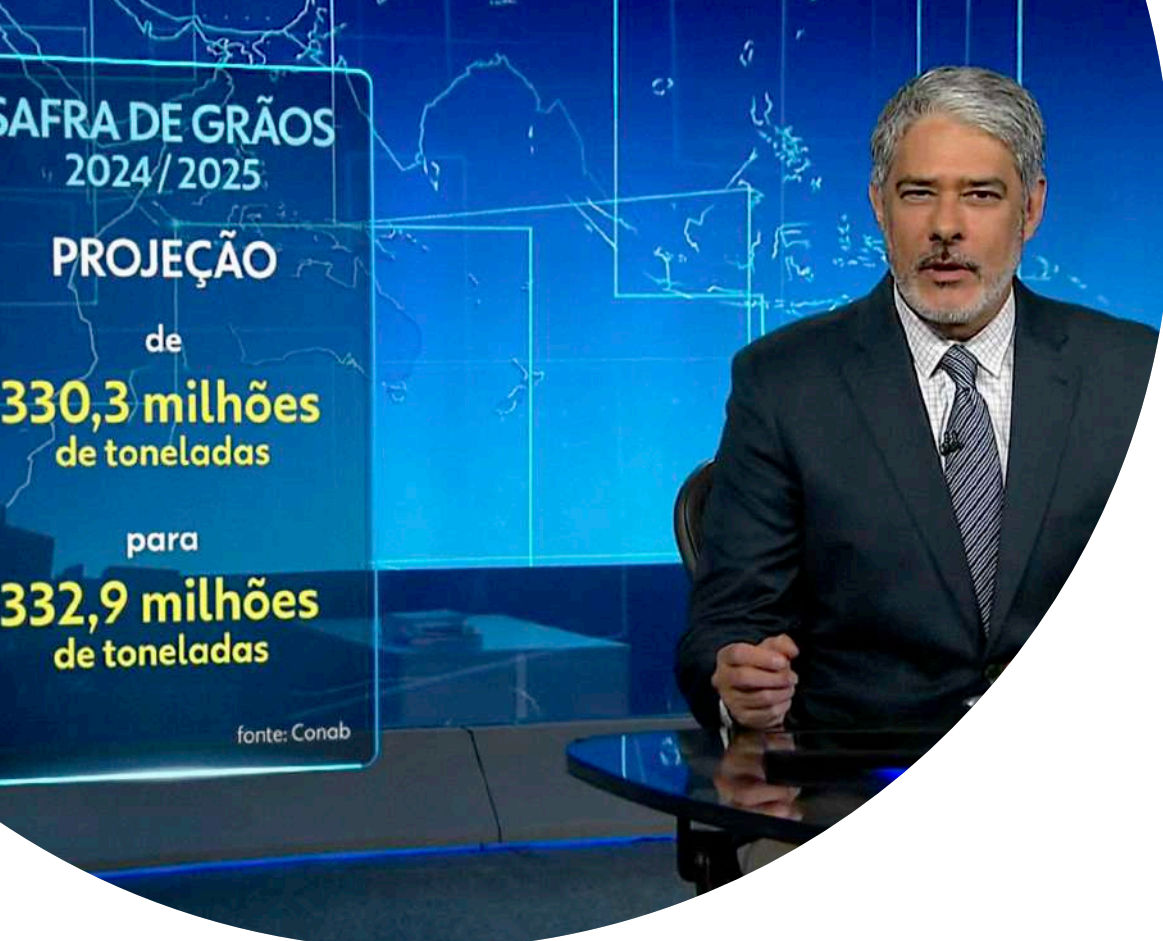 SAFRA DE GRÃOS
2024/2025
PROJEÇÃO
de
330,3 milhões
de toneladas
para
332,9 milhões
de toneladas
fonte: Conab